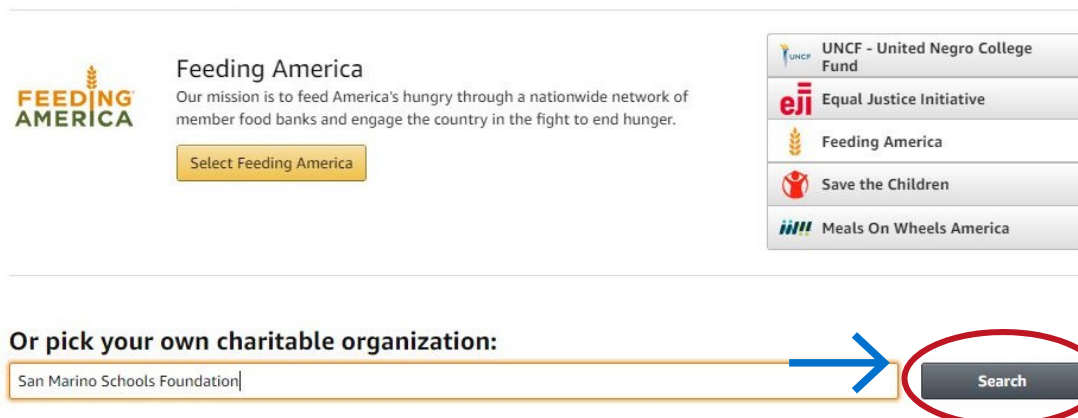 FEEDING
AMERICA
Feeding America
Our mission is to feed America's hungry through a nationwide network of
member food banks and engage the country in the fight to end hunger.
Select Feeding America
UNCF
UNCF - United Negro College
Fund
eji
Equal Justice Initiative
Feeding America
Save the Children
Meals On Wheels America
Or pick your own charitable organization:
San Marino Schools Foundation
Search